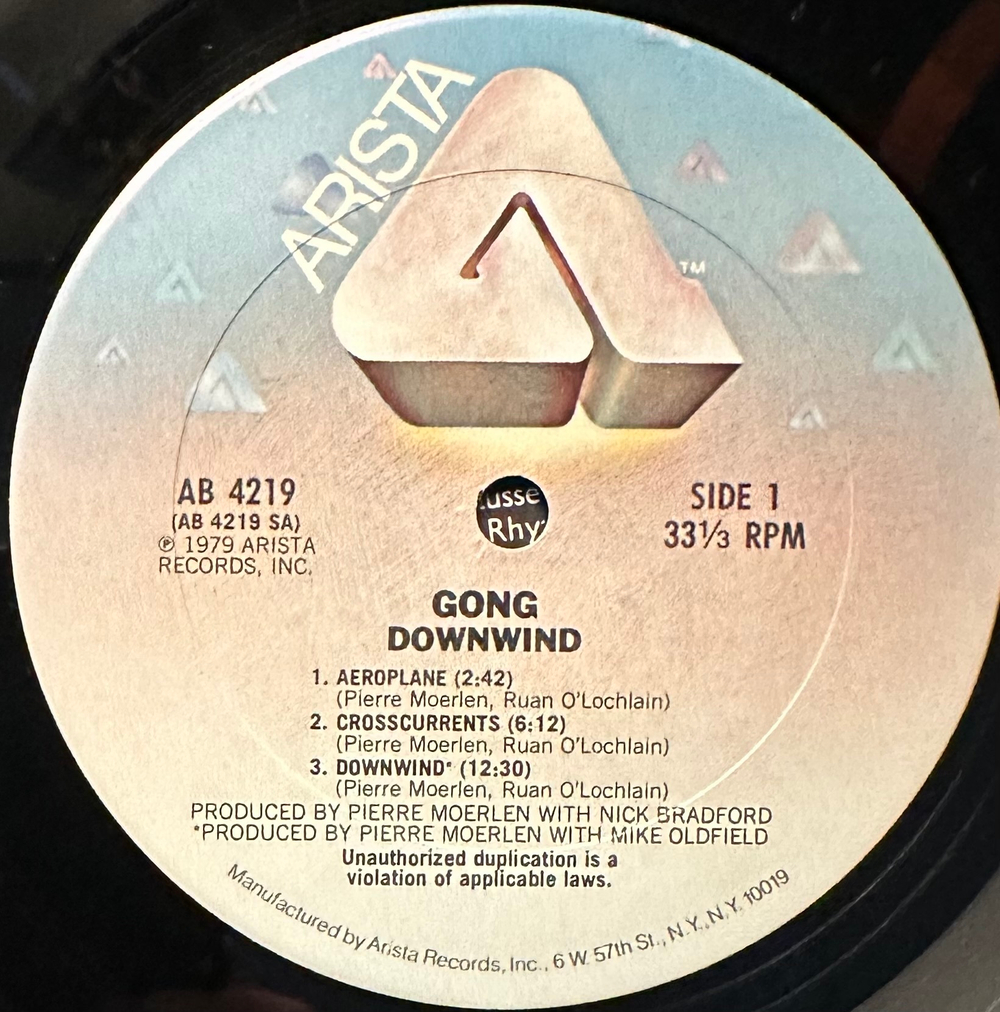 ARISTA
TM
AB 4219
(AB 4219 SA)
℗ 1979 ARISTA
RECORDS, INC.
SIDE 1
33⅓ RPM
usse
Rhy
GONG
DOWNWIND
1. AEROPLANE (2:42)
(Pierre Moerlen, Ruan O'Lochlain)
2. CROSSCURRENTS (6:12)
(Pierre Moerlen, Ruan O'Lochlain)
3. DOWNWIND* (12:30)
(Pierre Moerlen, Ruan O'Lochlain)
PRODUCED BY PIERRE MOERLEN WITH NICK BRADFORD
*PRODUCED BY PIERRE MOERLEN WITH MIKE OLDFIELD
Unauthorized duplication is a
violation of applicable laws.
Manufactured by Arista Records, Inc., 6 W. 57th St., N.Y., N.Y. 10019